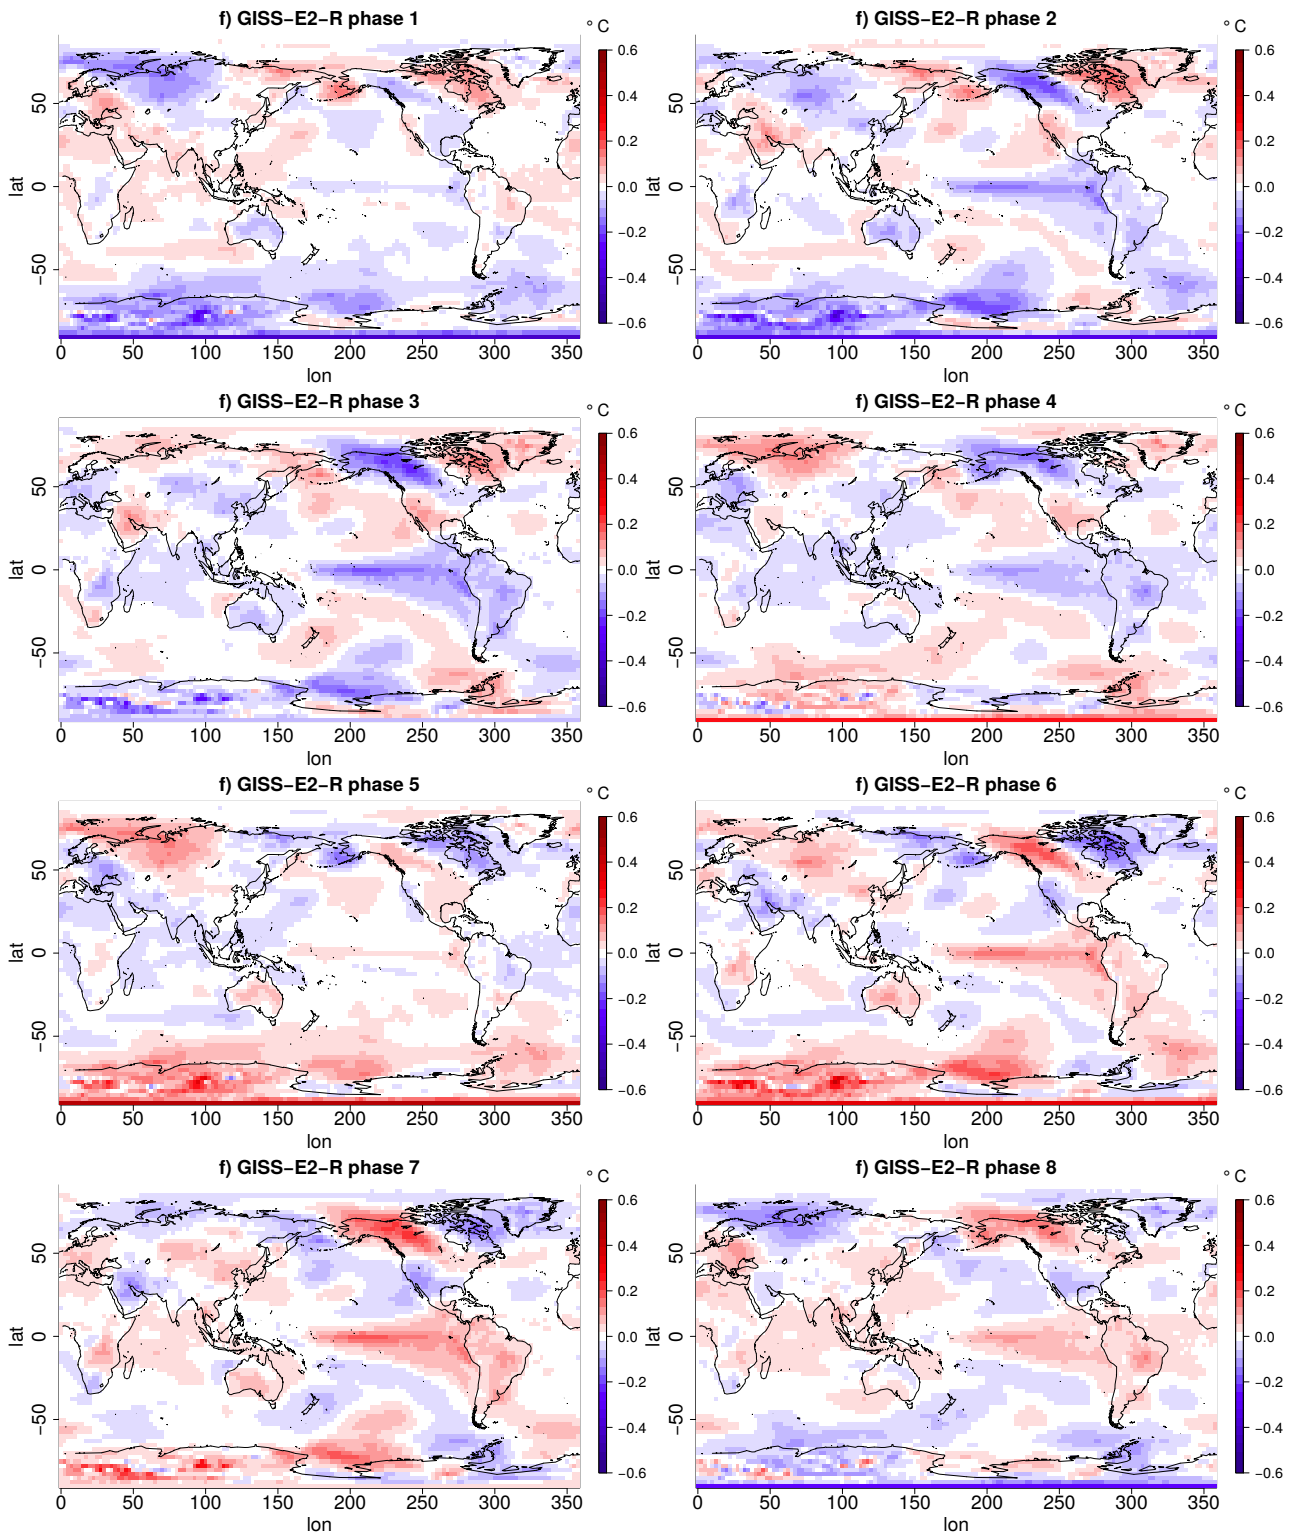 f) GISS−E2−R phase 1
° C
lat
50
0
−50
0 50 100 150 200 250 300 350
lon
0.6
0.4
0.2
0.0
−0.2
−0.4
−0.6
f) GISS−E2−R phase 2
° C
lat
50
0
−50
0 50 100 150 200 250 300 350
lon
0.6
0.4
0.2
0.0
−0.2
−0.4
−0.6
f) GISS−E2−R phase 3
° C
lat
50
0
−50
0 50 100 150 200 250 300 350
lon
0.6
0.4
0.2
0.0
−0.2
−0.4
−0.6
f) GISS−E2−R phase 4
° C
lat
50
0
−50
0 50 100 150 200 250 300 350
lon
0.6
0.4
0.2
0.0
−0.2
−0.4
−0.6
f) GISS−E2−R phase 5
° C
lat
50
0
−50
0 50 100 150 200 250 300 350
lon
0.6
0.4
0.2
0.0
−0.2
−0.4
−0.6
f) GISS−E2−R phase 6
° C
lat
50
0
−50
0 50 100 150 200 250 300 350
lon
0.6
0.4
0.2
0.0
−0.2
−0.4
−0.6
f) GISS−E2−R phase 7
° C
lat
50
0
−50
0 50 100 150 200 250 300 350
lon
0.6
0.4
0.2
0.0
−0.2
−0.4
−0.6
f) GISS−E2−R phase 8
° C
lat
50
0
−50
0 50 100 150 200 250 300 350
lon
0.6
0.4
0.2
0.0
−0.2
−0.4
−0.6